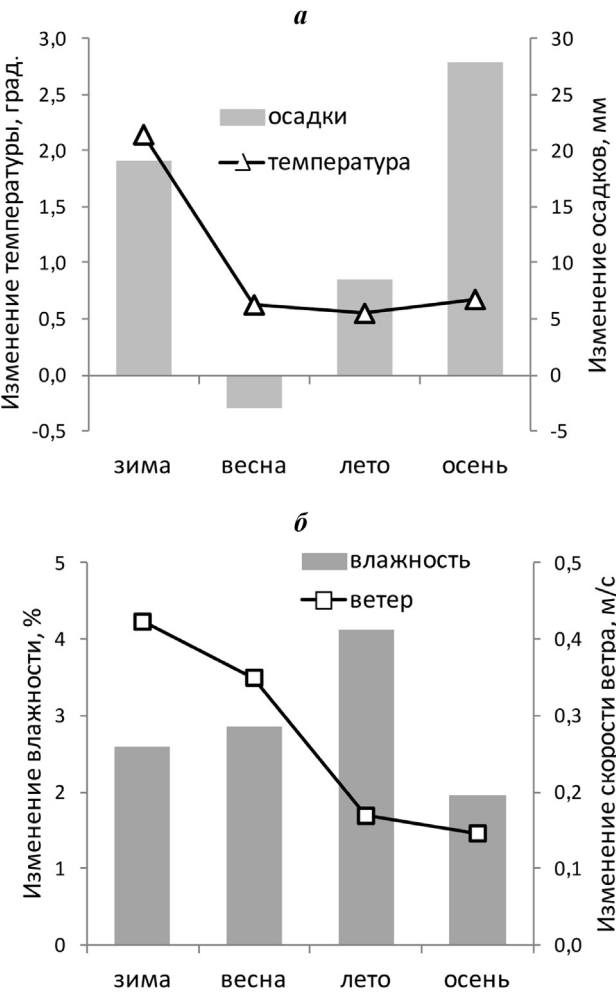 а
Изменение температуры, град.
3,0
2,5
2,0
1,5
1,0
0,5
0,0
-0,5
осадки
температура
30
25
20
15
10
5
0
-5
Изменение осадков, мм
зима весна лето осень
б
Изменение влажности, %
5
4
3
2
1
0
влажность
ветер
0,5
0,4
0,3
0,2
0,1
0,0
Изменение скорости ветра, м/с
зима весна лето осень